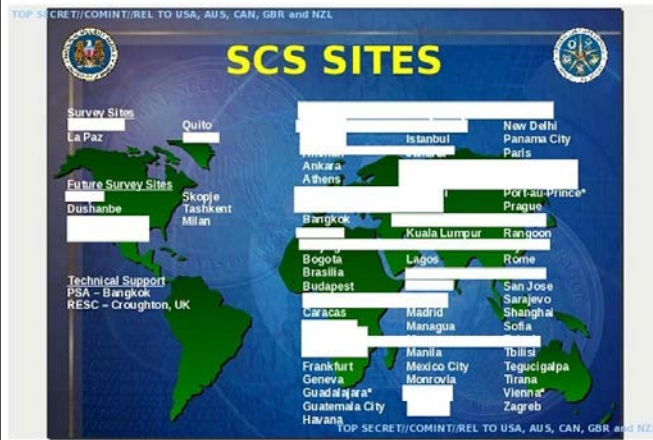 TOP SECRET//COMINT//REL TO USA, AUS, CAN, GBR and NZL
SCS SITES
Survey Sites
La Paz
Quito
Future Survey Sites
Dushanbe
Skopje
Tashkent
Milan
Technical Support
PSA – Bangkok
RESC – Croughton, UK
Ankara
Athens
Bangkok
Bogota
Brasilia
Budapest
Caracas
Frankfurt
Geneva
Guadalajara*
Guatemala City
Havana
Istanbul
Kuala Lumpur
Lagos
Madrid
Managua
Manila
Mexico City
Monrovia
New Delhi
Panama City
Paris
Port-au-Prince*
Prague
Rangoon
Rome
San Jose
Sarajevo
Shanghai
Sofia
Tbilisi
Tegucigalpa
Tirana
Vienna*
Zagreb
TOP SECRET//COMINT//REL TO USA, AUS, CAN, GBR and NZ